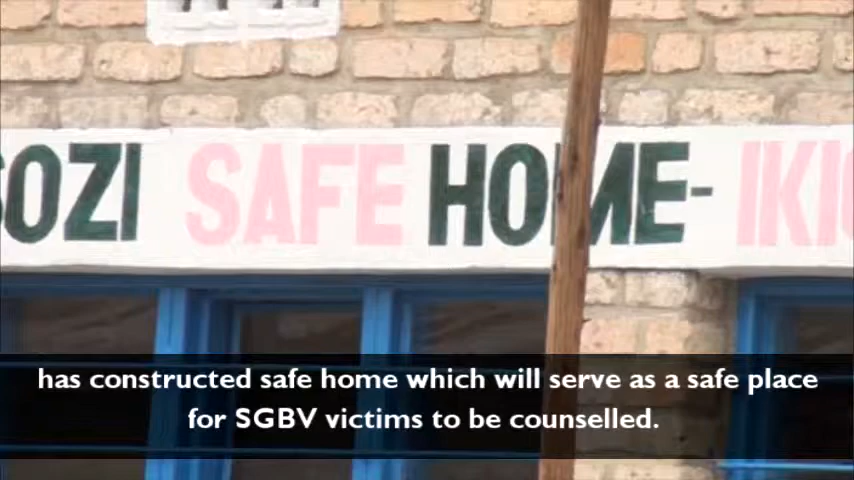 OZI SAFE HOME- IKI
has constructed safe home which will serve as a safe place
for SGBV victims to be counselled.